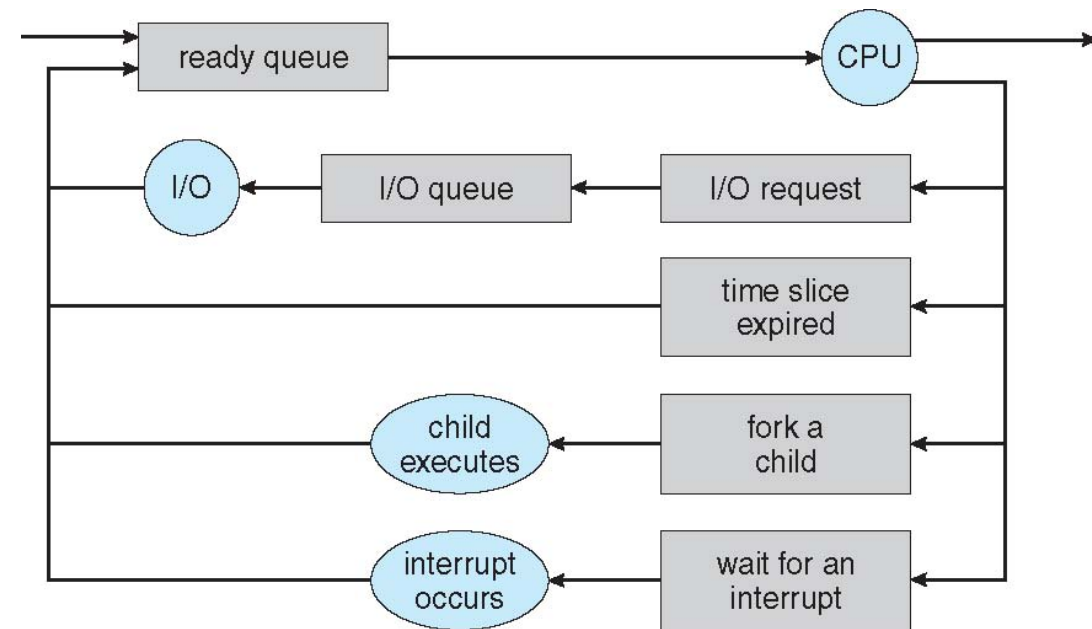 ready queue
CPU
I/O
I/O queue
I/O request
time slice
expired
child
executes
fork a
child
interrupt
occurs
wait for an
interrupt